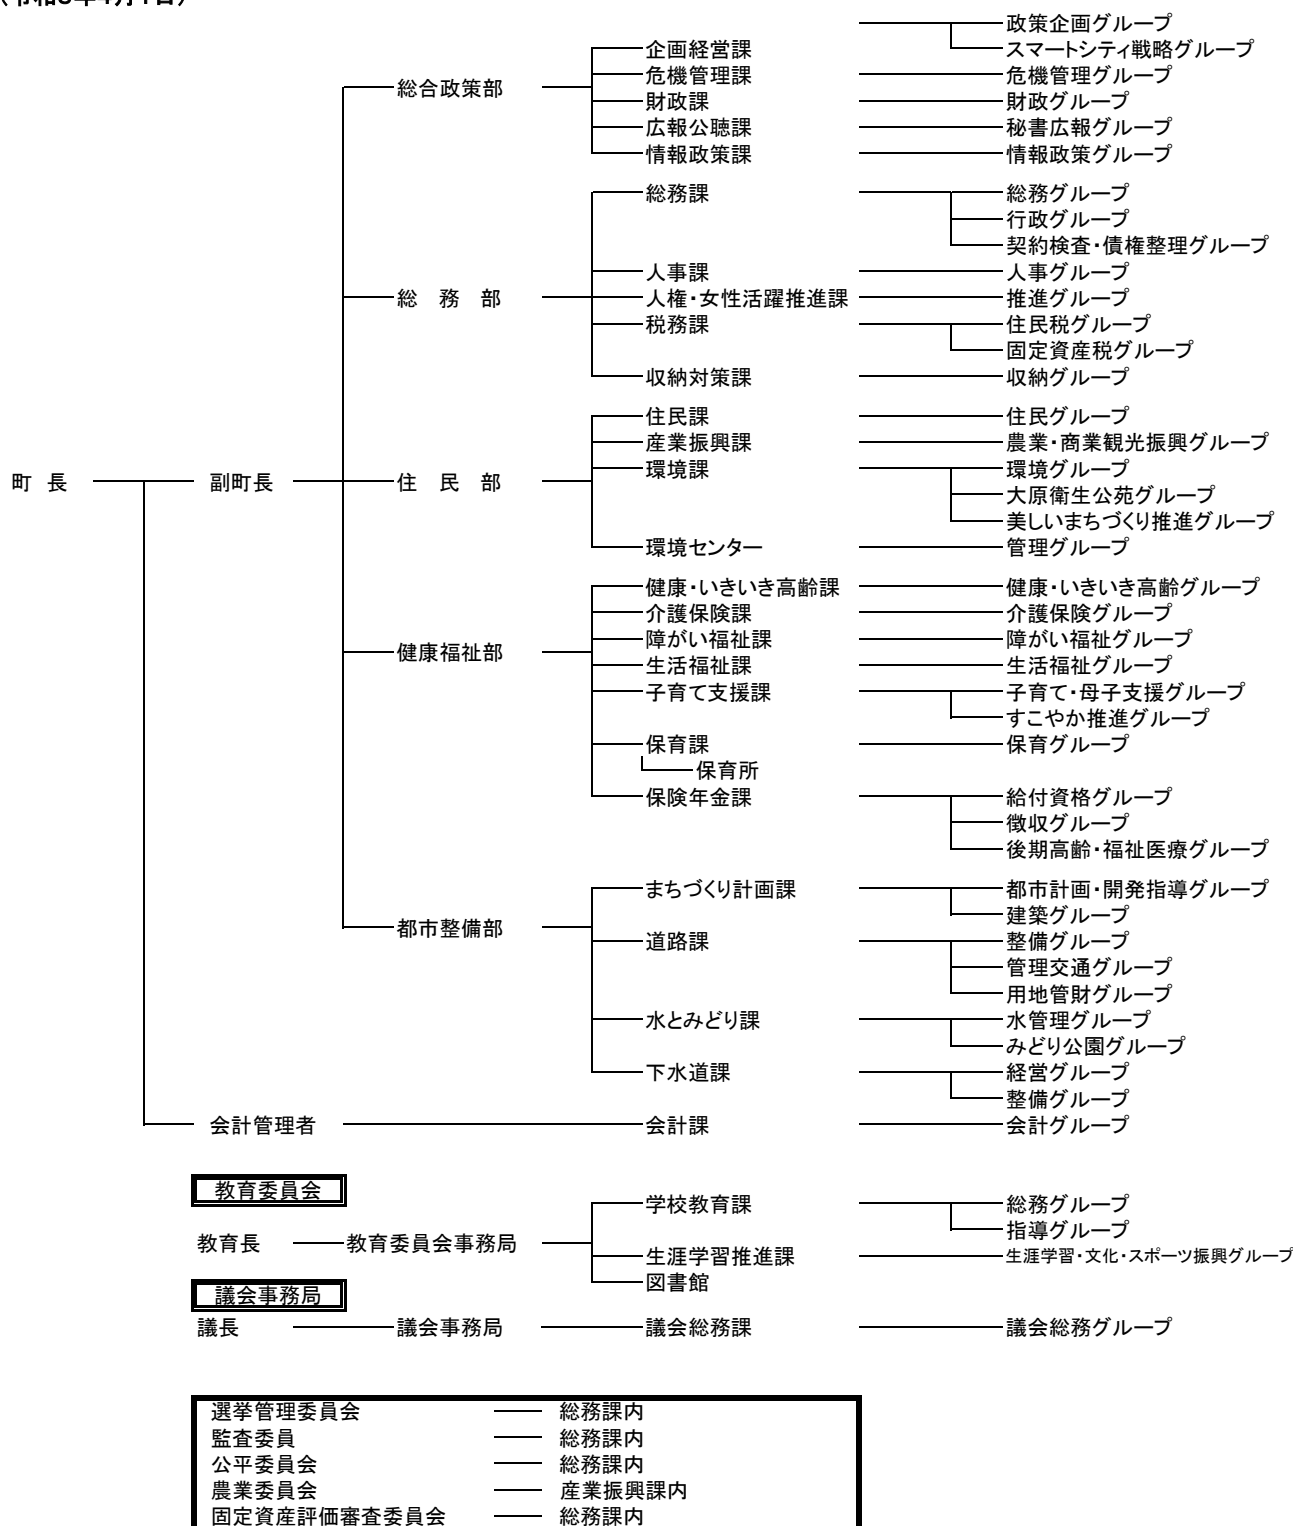 政策企画グループ
企画経営課 スマートシティ戦略グループ
危機管理課 危機管理グループ
総合政策部 財政課 財政グループ
広報公聴課 秘書広報グループ
情報政策課 情報政策グループ
総務課 総務グループ
行政グループ
契約検査・債権整理グループ
人事課 人事グループ
総 務 部 人権・女性活躍推進課 推進グループ
税務課 住民税グループ
固定資産税グループ
収納対策課 収納グループ
住民課 住民グループ
産業振興課 農業・商業観光振興グループ
環境課 環境グループ
町 長 副町長 住 民 部 大原衛生公苑グループ
美しいまちづくり推進グループ
環境センター 管理グループ
健康・いきいき高齢課 健康・いきいき高齢グループ
介護保険課 介護保険グループ
障がい福祉課 障がい福祉グループ
健康福祉部 生活福祉課 生活福祉グループ
子育て支援課 子育て・母子支援グループ
すこやか推進グループ
保育課 保育グループ
保育所
保険年金課 給付資格グループ
徴収グループ
後期高齢・福祉医療グループ
まちづくり計画課 都市計画・開発指導グループ
建築グループ
都市整備部 道路課 整備グループ
管理交通グループ
用地管財グループ
水とみどり課 水管理グループ
みどり公園グループ
下水道課 経営グループ
整備グループ
会計管理者 会計課 会計グループ
教育委員会
学校教育課 総務グループ
指導グループ
教育長 教育委員会事務局
生涯学習推進課 生涯学習・文化・スポーツ振興グループ
図書館
議会事務局
議長 議会事務局 議会総務課 議会総務グループ
選挙管理委員会 総務課内
監査委員 総務課内
公平委員会 総務課内
農業委員会 産業振興課内
固定資産評価審査委員会 総務課内